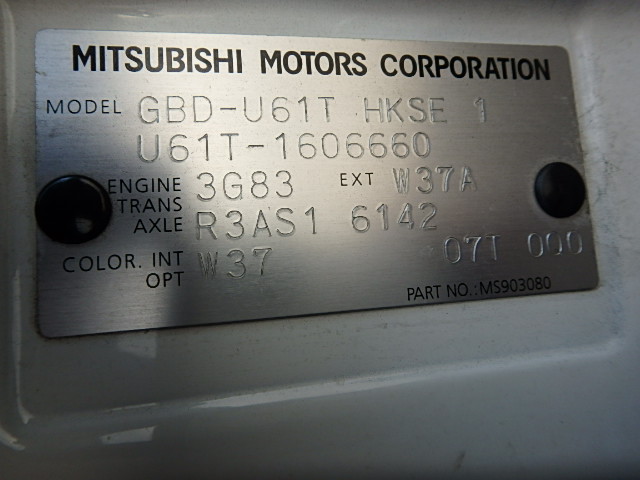 MITSUBISHI MOTORS CORPORATION
MODEL GBD-U61T HKSE 1
U61T-1606660
ENGINE 3G83 EXT W37A
TRANS
AXLE R3AS1 6142
COLOR. INT W37 07T 000
OPT
PART NO.:MS903080